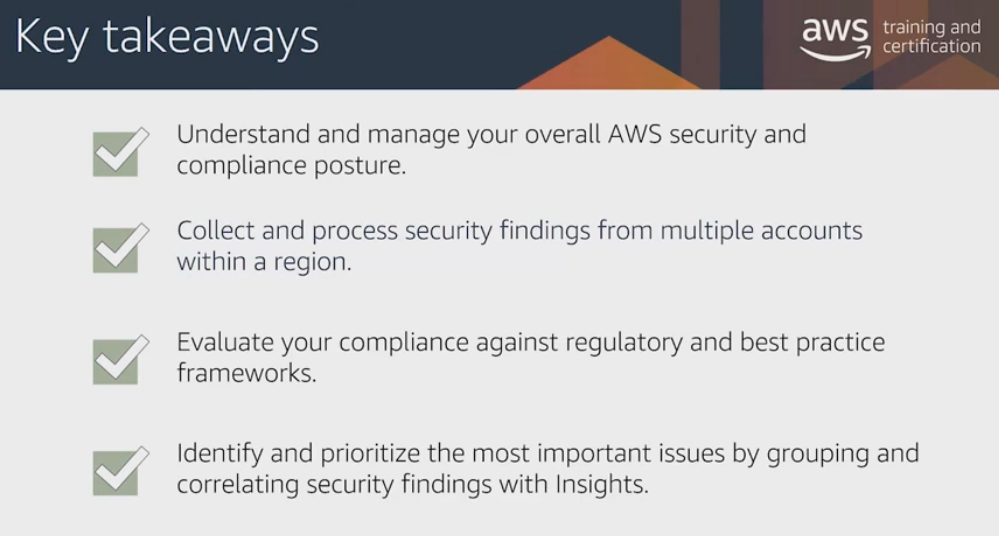 Key takeaways
aws training and
certification
Understand and manage your overall AWS security and
compliance posture.
Collect and process security findings from multiple accounts
within a region.
Evaluate your compliance against regulatory and best practice
frameworks.
Identify and prioritize the most important issues by grouping and
correlating security findings with Insights.